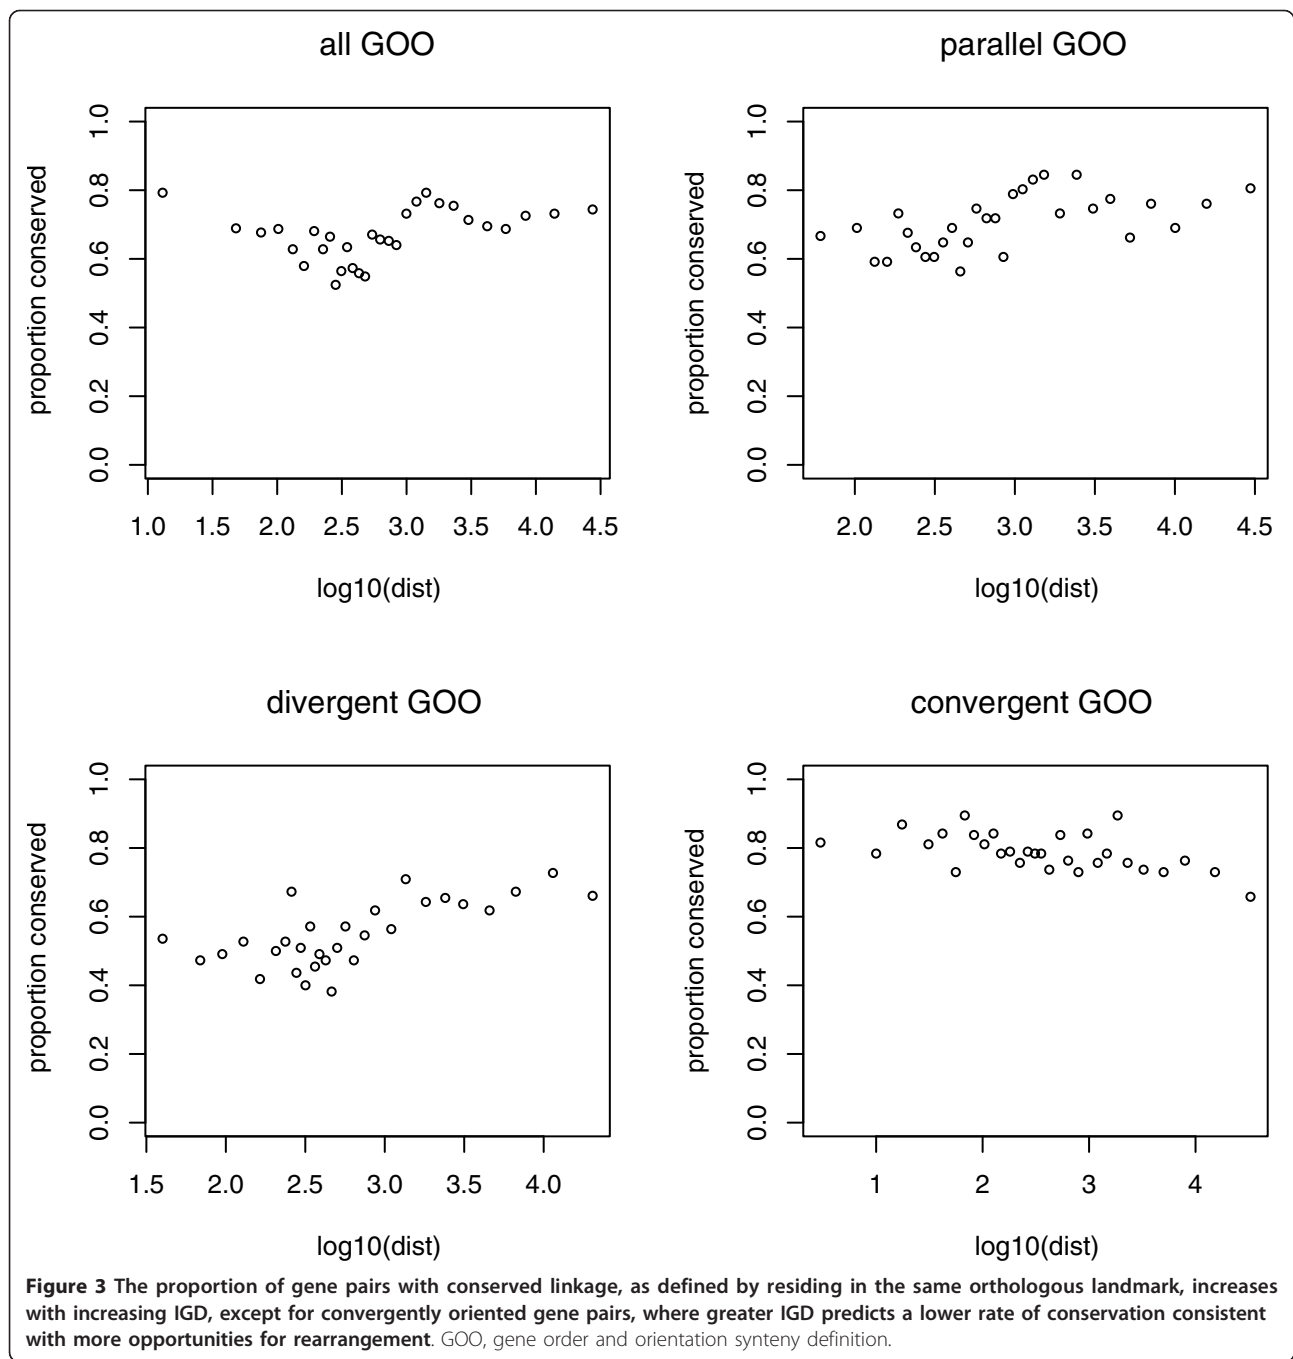 all GOO
proportion conserved
1.0
0.8
0.6
0.4
0.2
0.0
1.0 1.5 2.0 2.5 3.0 3.5 4.0 4.5
log10(dist)
parallel GOO
proportion conserved
1.0
0.8
0.6
0.4
0.2
0.0
2.0 2.5 3.0 3.5 4.0 4.5
log10(dist)
divergent GOO
proportion conserved
1.0
0.8
0.6
0.4
0.2
0.0
1.5 2.0 2.5 3.0 3.5 4.0
log10(dist)
convergent GOO
proportion conserved
1.0
0.8
0.6
0.4
0.2
0.0
1 2 3 4
log10(dist)
Figure 3 The proportion of gene pairs with conserved linkage, as defined by residing in the same orthologous landmark, increases
with increasing IGD, except for convergently oriented gene pairs, where greater IGD predicts a lower rate of conservation consistent
with more opportunities for rearrangement. GOO, gene order and orientation synteny definition.